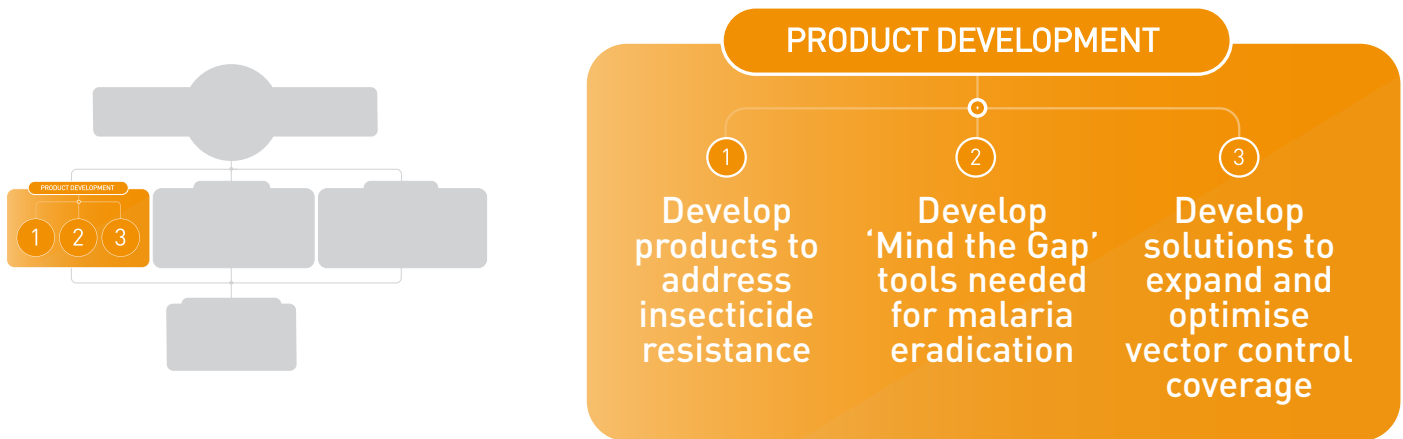 PRODUCT DEVELOPMENT
1 2 3
PRODUCT DEVELOPMENT
1
Develop
products to
address
insecticide
resistance
2
Develop
‘Mind the Gap’
tools needed
for malaria
eradication
3
Develop
solutions to
expand and
optimise
vector control
coverage